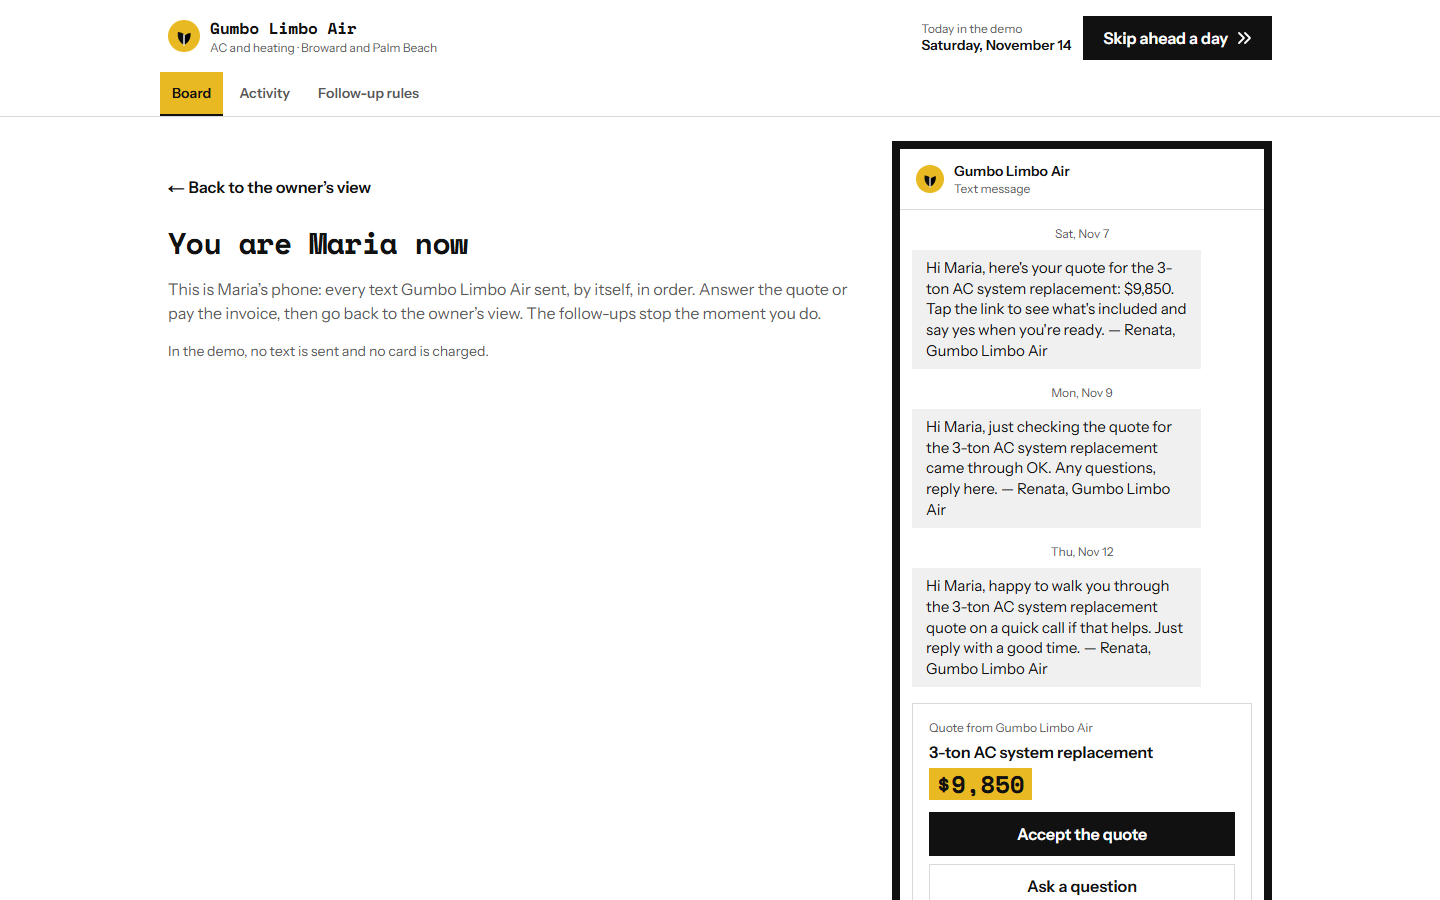 Gumbo Limbo Air
AC and heating · Broward and Palm Beach
Today in the demo
Saturday, November 14
Skip ahead a day
Board
Activity
Follow-up rules
← Back to the owner's view
You are Maria now
This is Maria's phone: every text Gumbo Limbo Air sent, by itself, in order. Answer the quote or
pay the invoice, then go back to the owner's view. The follow-ups stop the moment you do.
In the demo, no text is sent and no card is charged.
Gumbo Limbo Air
Text message
Sat, Nov 7
Hi Maria, here's your quote for the 3-
ton AC system replacement: $9,850.
Tap the link to see what's included and
say yes when you're ready. — Renata,
Gumbo Limbo Air
Mon, Nov 9
Hi Maria, just checking the quote for
the 3-ton AC system replacement
came through OK. Any questions,
reply here. — Renata, Gumbo Limbo
Air
Thu, Nov 12
Hi Maria, happy to walk you through
the 3-ton AC system replacement
quote on a quick call if that helps. Just
reply with a good time. — Renata,
Gumbo Limbo Air
Quote from Gumbo Limbo Air
3-ton AC system replacement
$9,850
Accept the quote
Ask a question